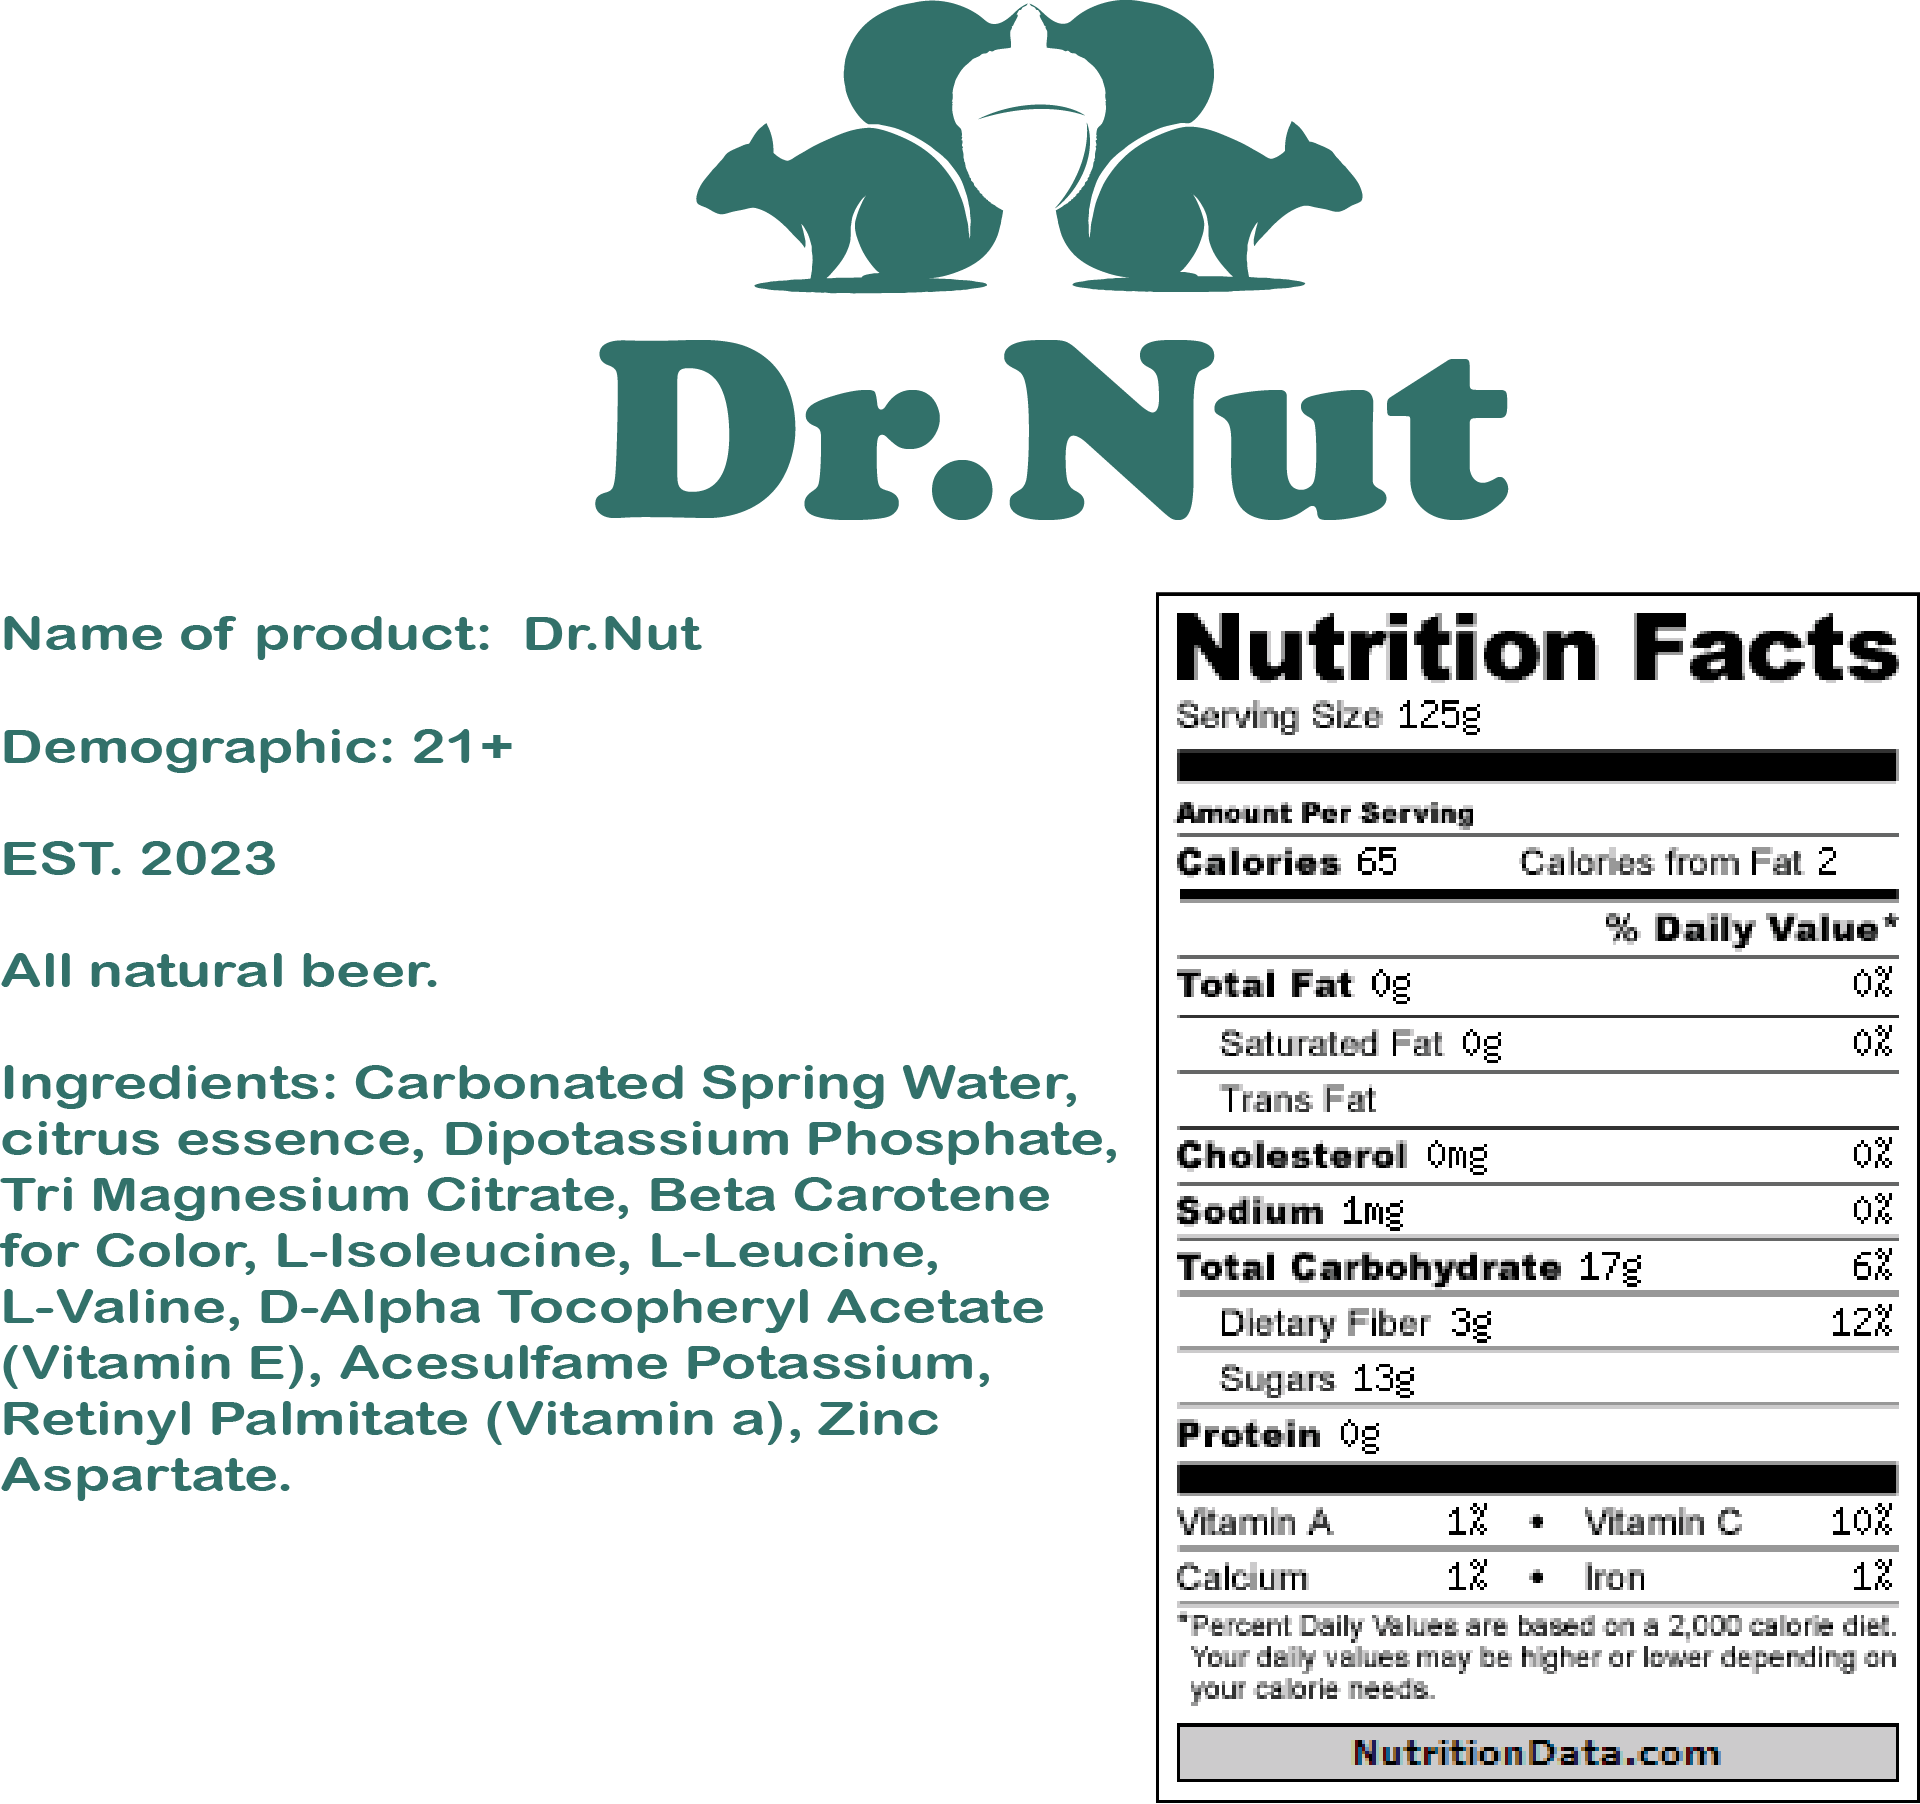 Dr.Nut
Name of product:  Dr.Nut
Demographic: 21+
EST. 2023
All natural beer.
Ingredients: Carbonated Spring Water,
citrus essence, Dipotassium Phosphate,
Tri Magnesium Citrate, Beta Carotene
for Color, L-Isoleucine, L-Leucine,
L-Valine, D-Alpha Tocopheryl Acetate
(Vitamin E), Acesulfame Potassium,
Retinyl Palmitate (Vitamin a), Zinc
Aspartate.
Nutrition Facts
Serving Size 125g
Amount Per Serving
Calories 65 Calories from Fat 2
% Daily Value*
Total Fat 0g 0%
Saturated Fat 0g 0%
Trans Fat
Cholesterol 0mg 0%
Sodium 1mg 0%
Total Carbohydrate 17g 6%
Dietary Fiber 3g 12%
Sugars 13g
Protein 0g
Vitamin A 1% • Vitamin C 10%
Calcium 1% • Iron 1%
*Percent Daily Values are based on a 2,000 calorie diet.
Your daily values may be higher or lower depending on
your calorie needs.
NutritionData.com